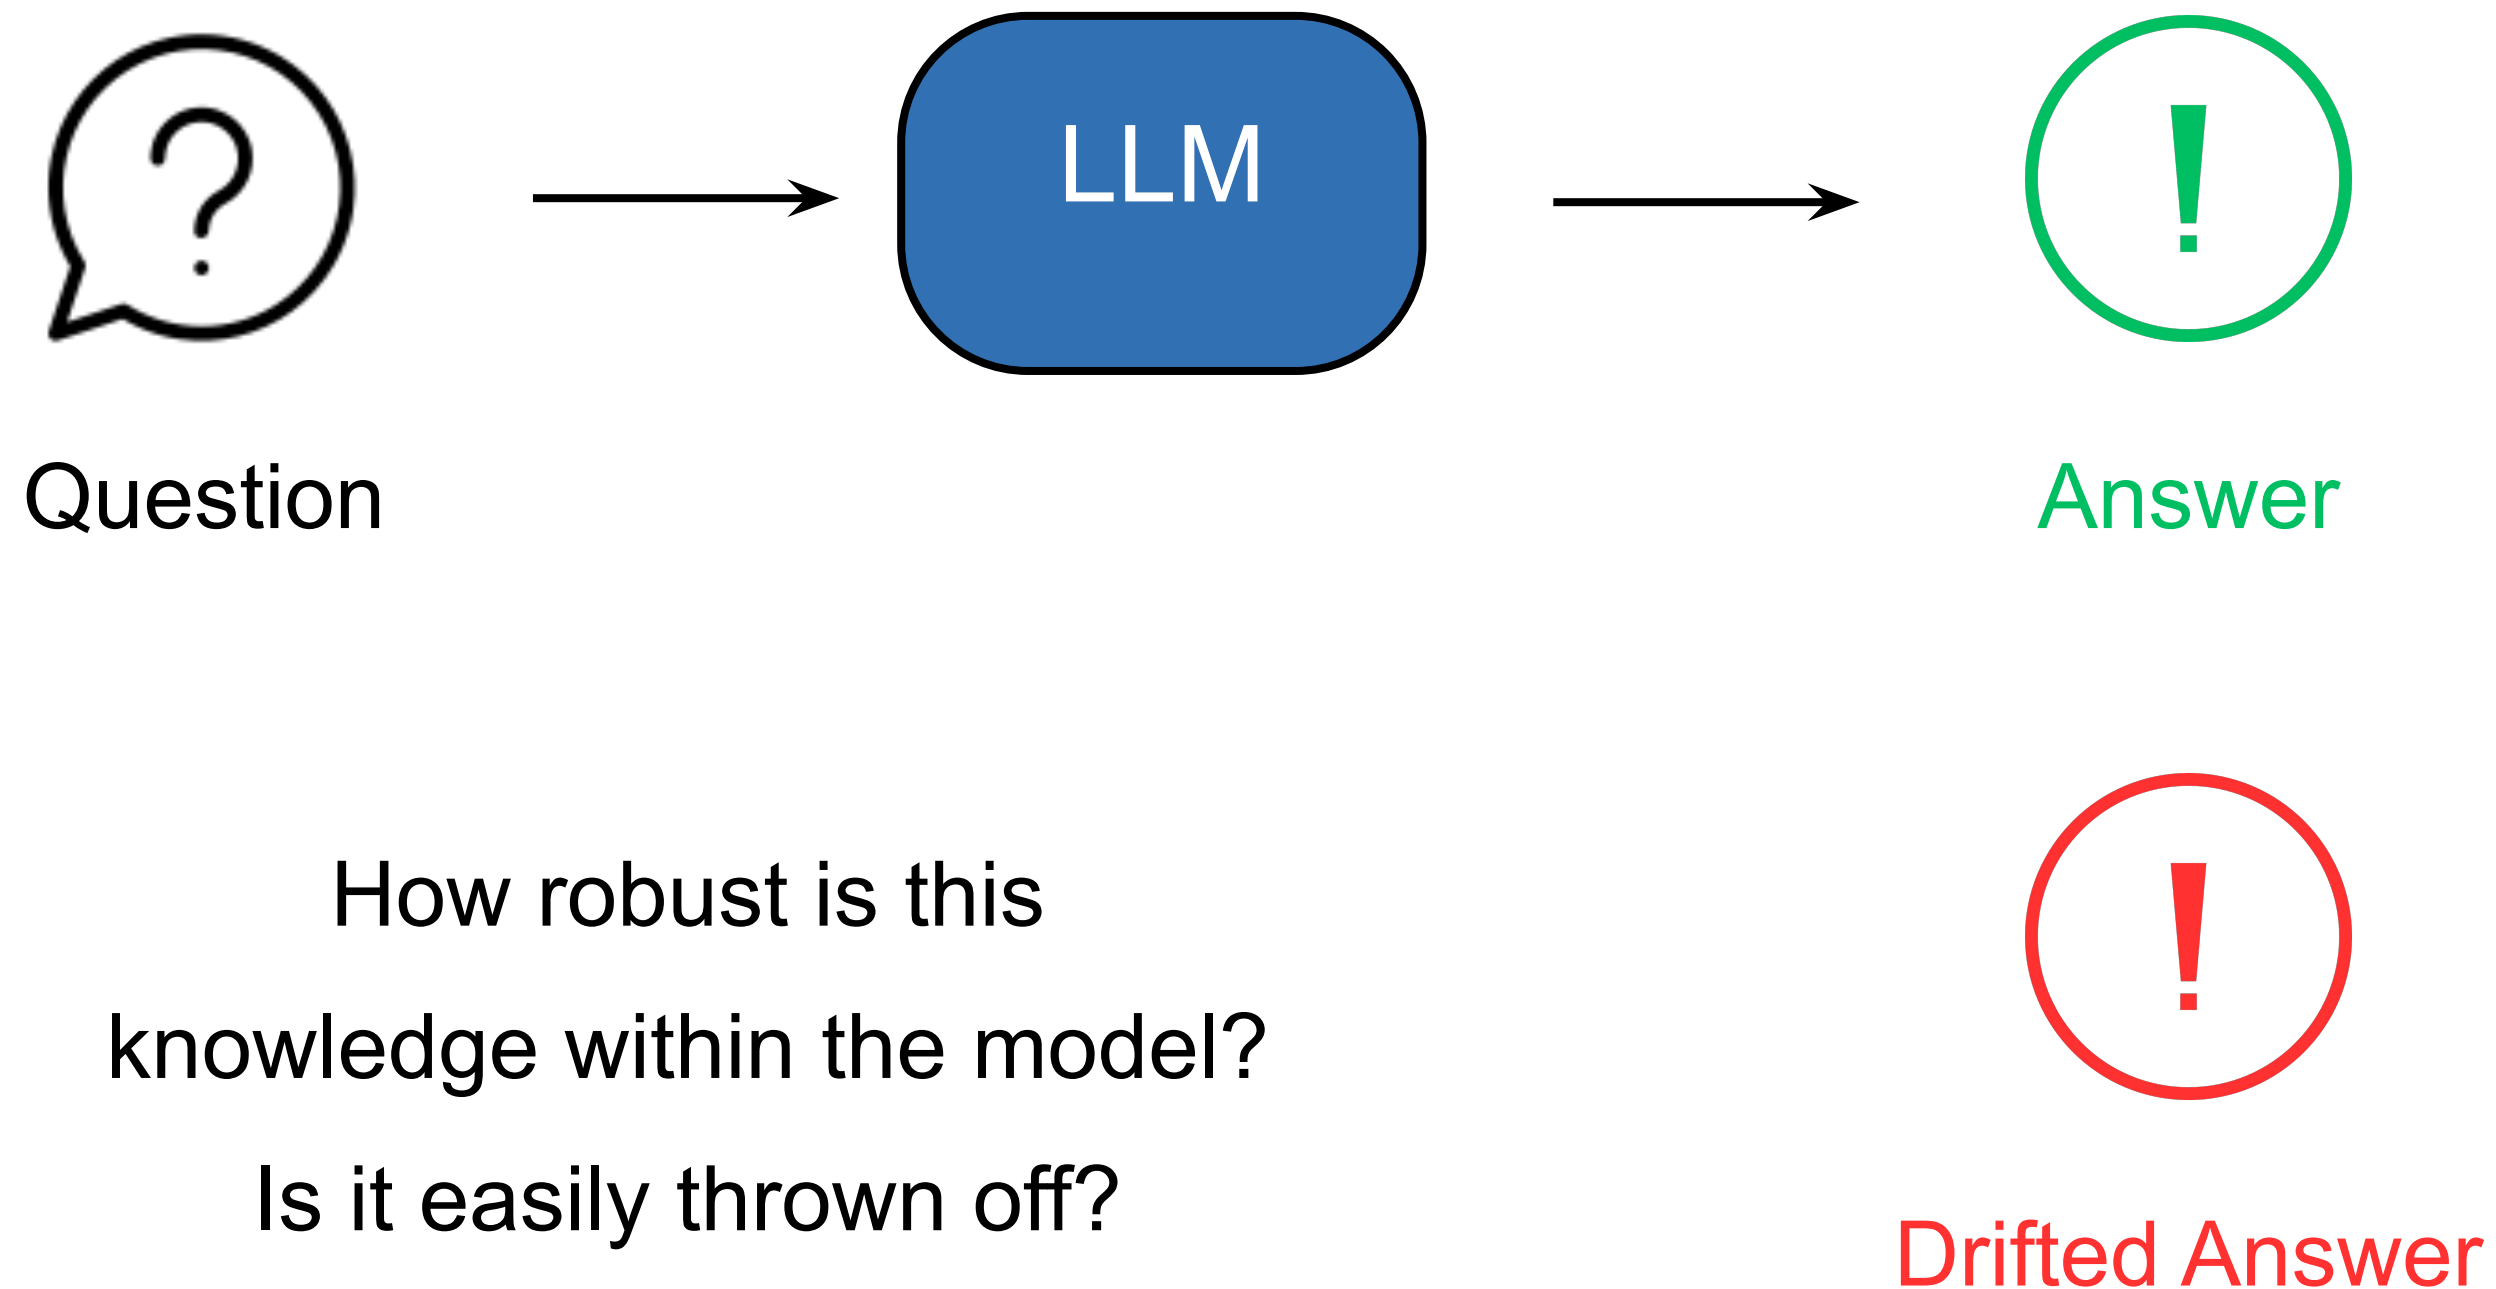 LLM
Question
Answer
How robust is this
knowledge within the model?
Is it easily thrown off?
Drifted Answer